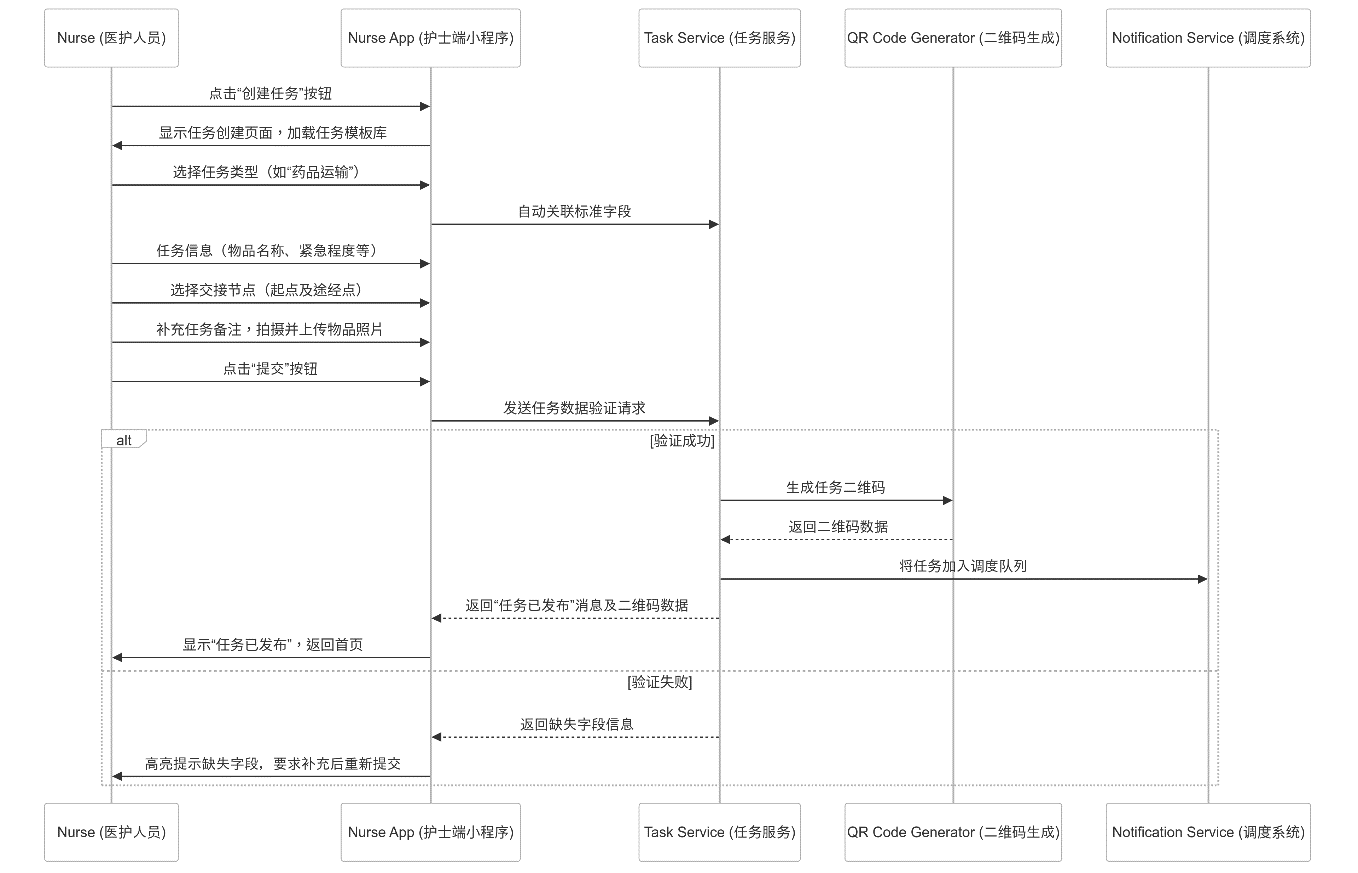 Nurse (医护人员)
Nurse App (护士端小程序)
Task Service (任务服务)
QR Code Generator (二维码生成)
Notification Service (调度系统)
点击“创建任务”按钮
显示任务创建页面，加载任务模板库
选择任务类型（如“药品运输”）
自动关联标准字段
任务信息（物品名称、紧急程度等）
选择交接节点（起点及途经点）
补充任务备注，拍摄并上传物品照片
点击“提交”按钮
发送任务数据验证请求
alt
[验证成功]
生成任务二维码
返回二维码数据
将任务加入调度队列
返回“任务已发布”消息及二维码数据
显示“任务已发布”，返回首页
[验证失败]
返回缺失字段信息
高亮提示缺失字段，要求补充后重新提交
Nurse (医护人员)
Nurse App (护士端小程序)
Task Service (任务服务)
QR Code Generator (二维码生成)
Notification Service (调度系统)